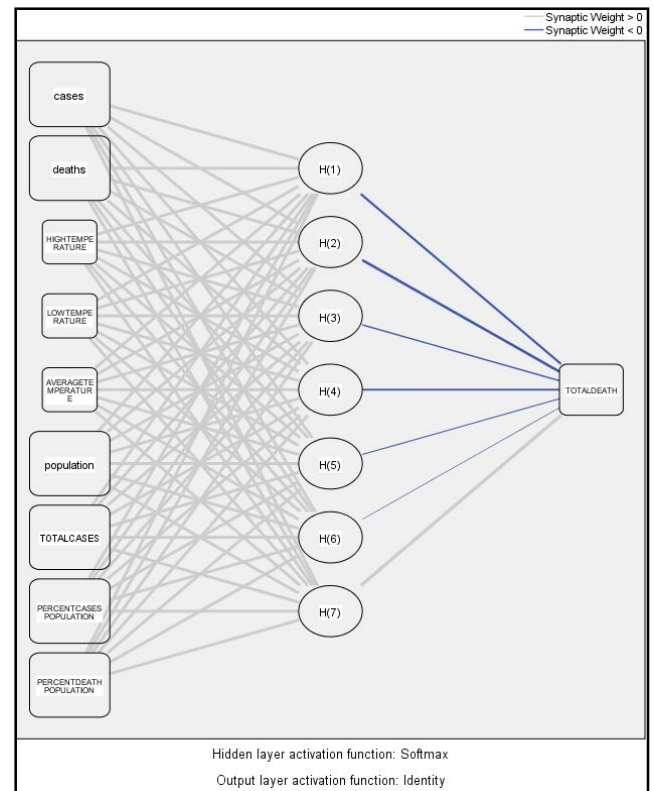 Synaptic Weight > 0
Synaptic Weight < 0
cases
deaths
HIGHTEMPE
RATURE
LOWTEMPE
RATURE
AVERAGETE
MPERATUR
E
population
TOTALCASES
PERCENTCASES
POPULATION
PERCENTDEATH
POPULATION
H(1)
H(2)
H(3)
H(4)
H(5)
H(6)
H(7)
TOTALDEATH
Hidden layer activation function: Softmax
Output layer activation function: Identity